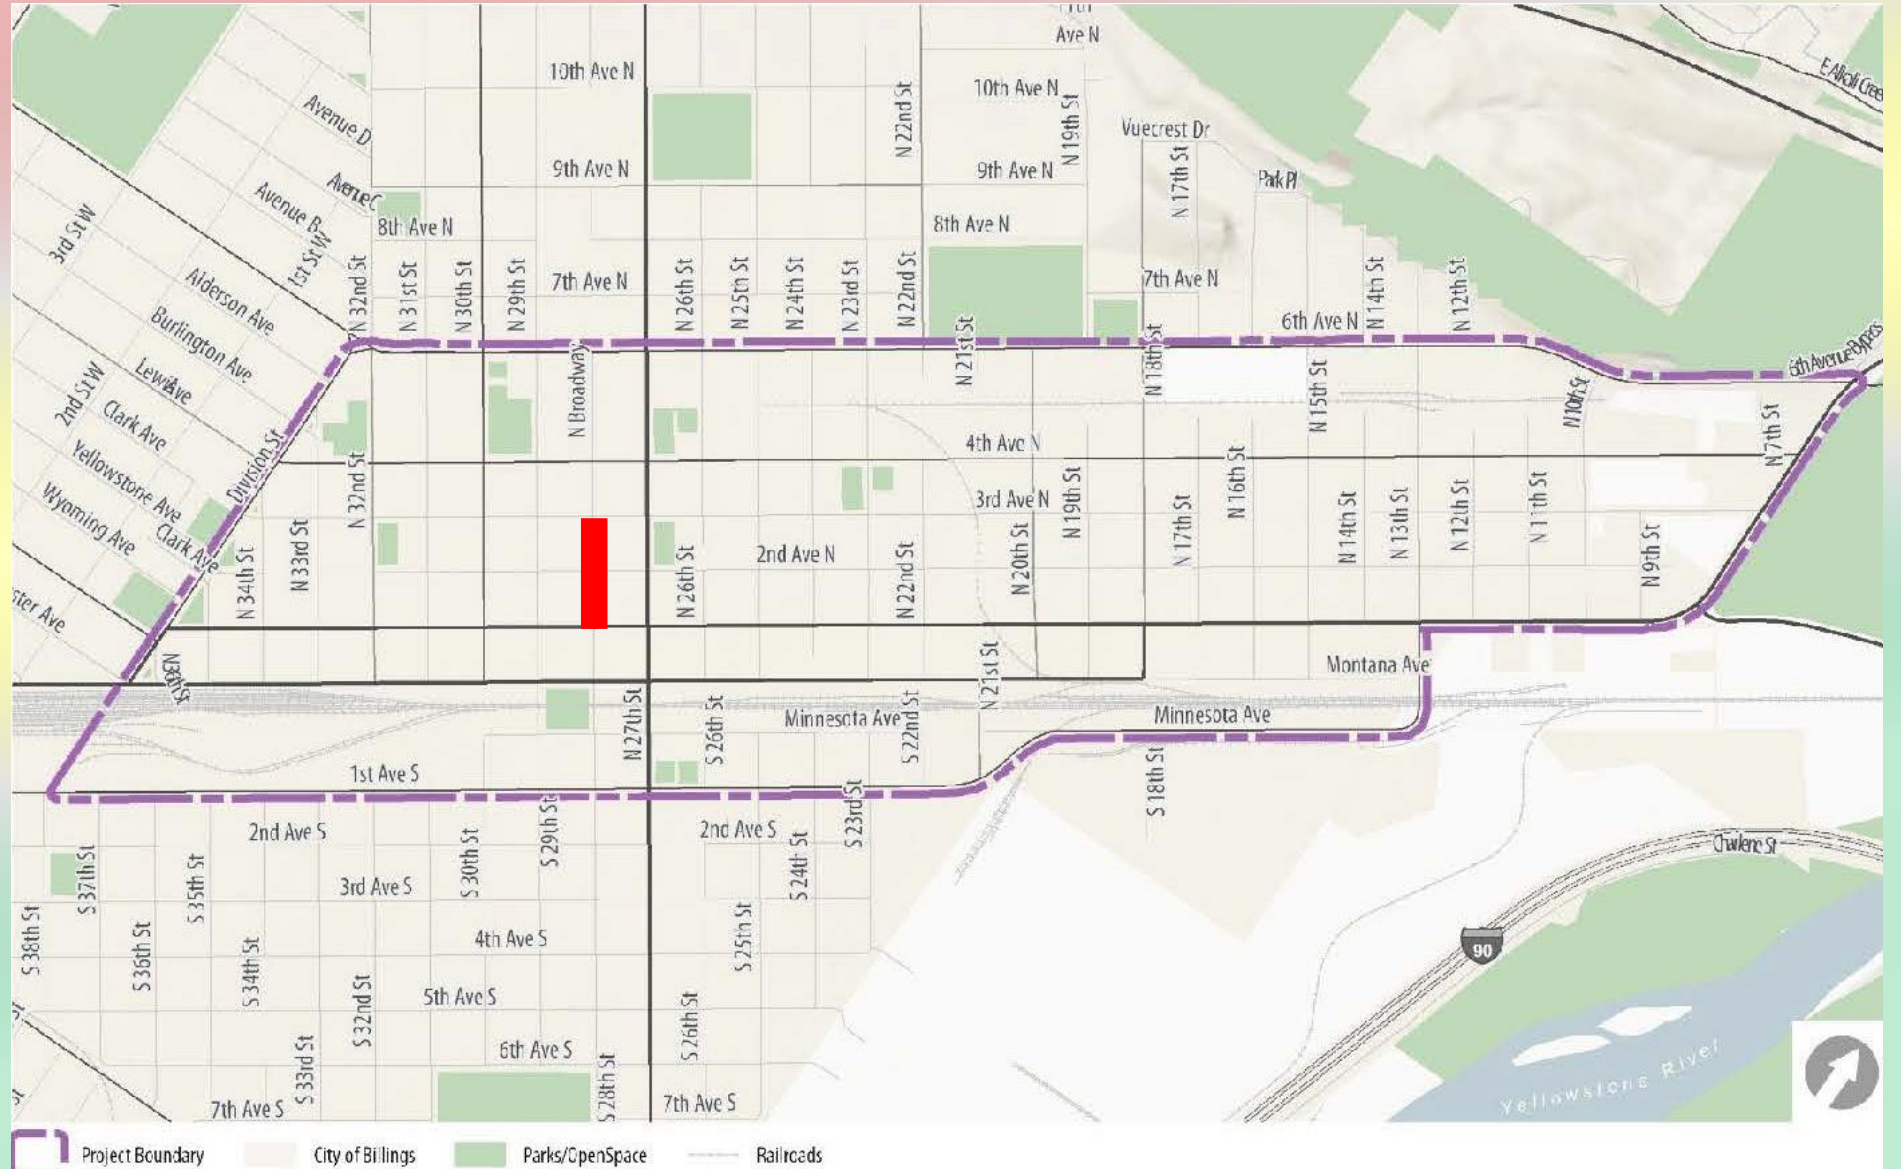 Ave N
10th Ave N
10th Ave N
E Alkali Cree
Avenue D
N 22nd St
N 19th St
Vuecrest Dr
9th Ave N
9th Ave N
N 17th St
Park Pl
Avenue C
Avenue B
8th Ave N
8th Ave N
3rd St W
1st St W
Alderson Ave
N 32nd St
N 31st St
N 30th St
N 29th St
7th Ave N
N 26th St
N 25th St
N 24th St
N 23rd St
N 22nd St
7th Ave N
N 14th St
N 12th St
Burlington Ave
6th Ave N
N 21st St
N 18th St
6th Avenue Bypass
Lewis Ave
2nd St W
N Broadway
N 15th St
N 10th St
Clark Ave
N 7th St
4th Ave N
Division St
Yellowstone Ave
N 32nd St
3rd Ave N
N 19th St
N 16th St
Wyoming Ave
Clark Ave
N 34th St
N 33rd St
2nd Ave N
N 26th St
N 22nd St
N 20th St
N 17th St
N 14th St
N 13th St
N 12th St
N 11th St
N 9th St
ster Ave
N 21st St
Montana Ave
N 27th St
S 26th St
Minnesota Ave
S 22nd St
Minnesota Ave
1st Ave S
S 18th St
2nd Ave S
S 29th St
2nd Ave S
S 23rd St
Charlene St
S 37th St
S 35th St
3rd Ave S
S 30th St
S 24th St
S 38th St
S 36th St
S 34th St
4th Ave S
S 25th St
90
5th Ave S
S 32nd St
S 33rd St
6th Ave S
S 26th St
S 28th St
7th Ave S
7th Ave S
Yellowstone River
Project Boundary
City of Billings
Parks/OpenSpace
Railroads